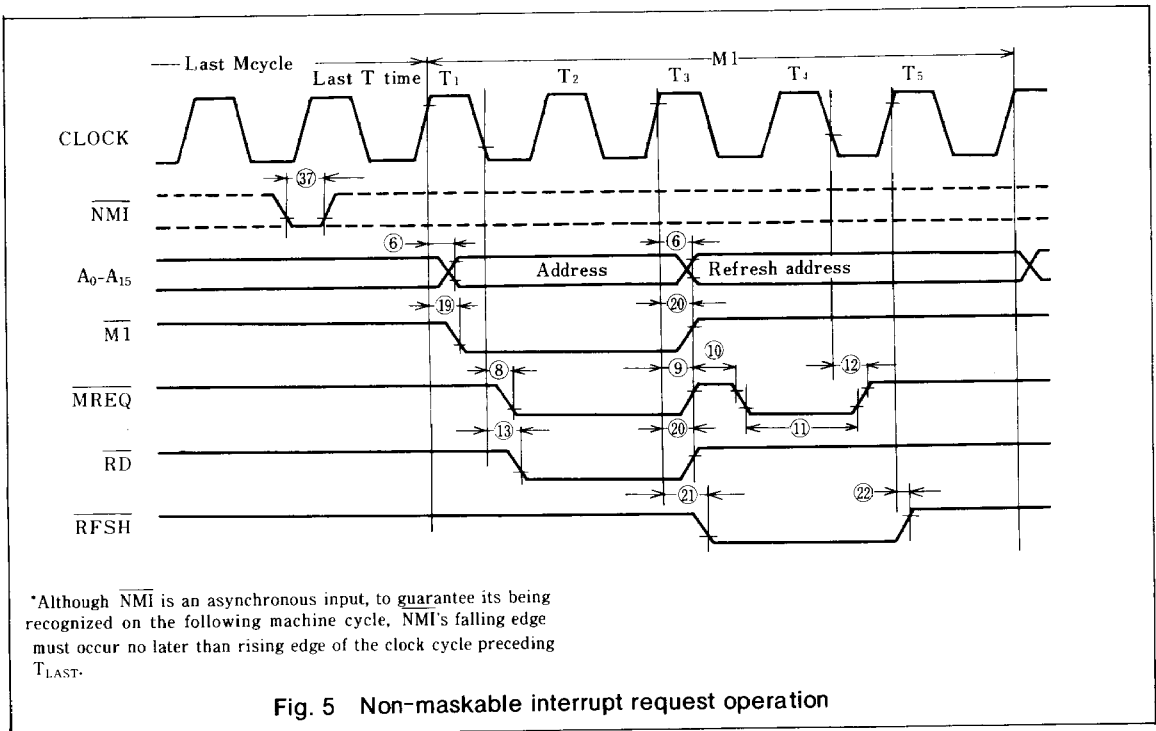 Last Mcycle
M1
Last T time T1 T2 T3 T4 T5
CLOCK
㊲
NMI
⑥ ⑥
A0-A15 Address Refresh address
⑲ ⑳
M1
⑧ ⑨ ⑩ ⑫
MREQ
⑬ ⑳ ⑪
RD
㉑ ㉒
RFSH
*Although NMI is an asynchronous input, to guarantee its being
recognized on the following machine cycle, NMI's falling edge
must occur no later than rising edge of the clock cycle preceding
TLAST.
Fig. 5 Non-maskable interrupt request operation